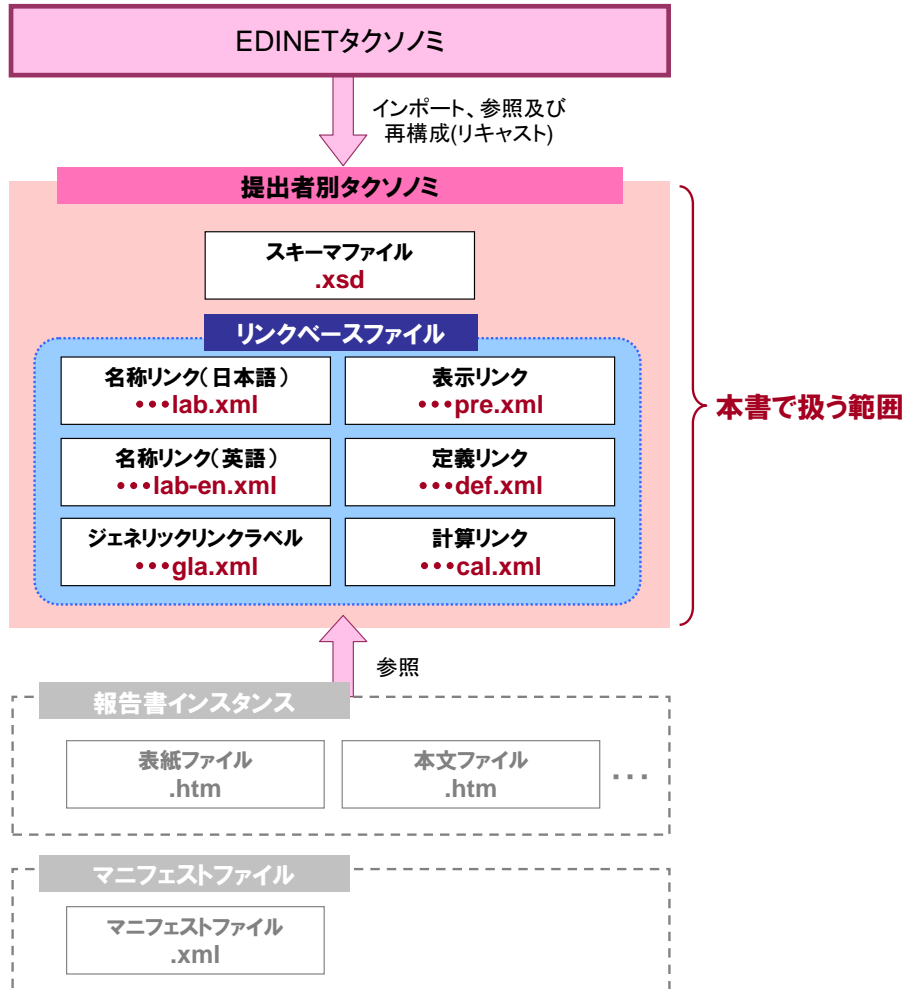 EDINETタクソノミ
インポート、参照及び
再構成(リキャスト)
提出者別タクソノミ
スキーマファイル
.xsd
リンクベースファイル
名称リンク(日本語)
•••lab.xml
表示リンク
•••pre.xml
名称リンク(英語)
•••lab-en.xml
定義リンク
•••def.xml
ジェネリックリンクラベル
•••gla.xml
計算リンク
•••cal.xml
本書で扱う範囲
参照
報告書インスタンス
表紙ファイル
.htm
本文ファイル
.htm
...
マニフェストファイル
マニフェストファイル
.xml